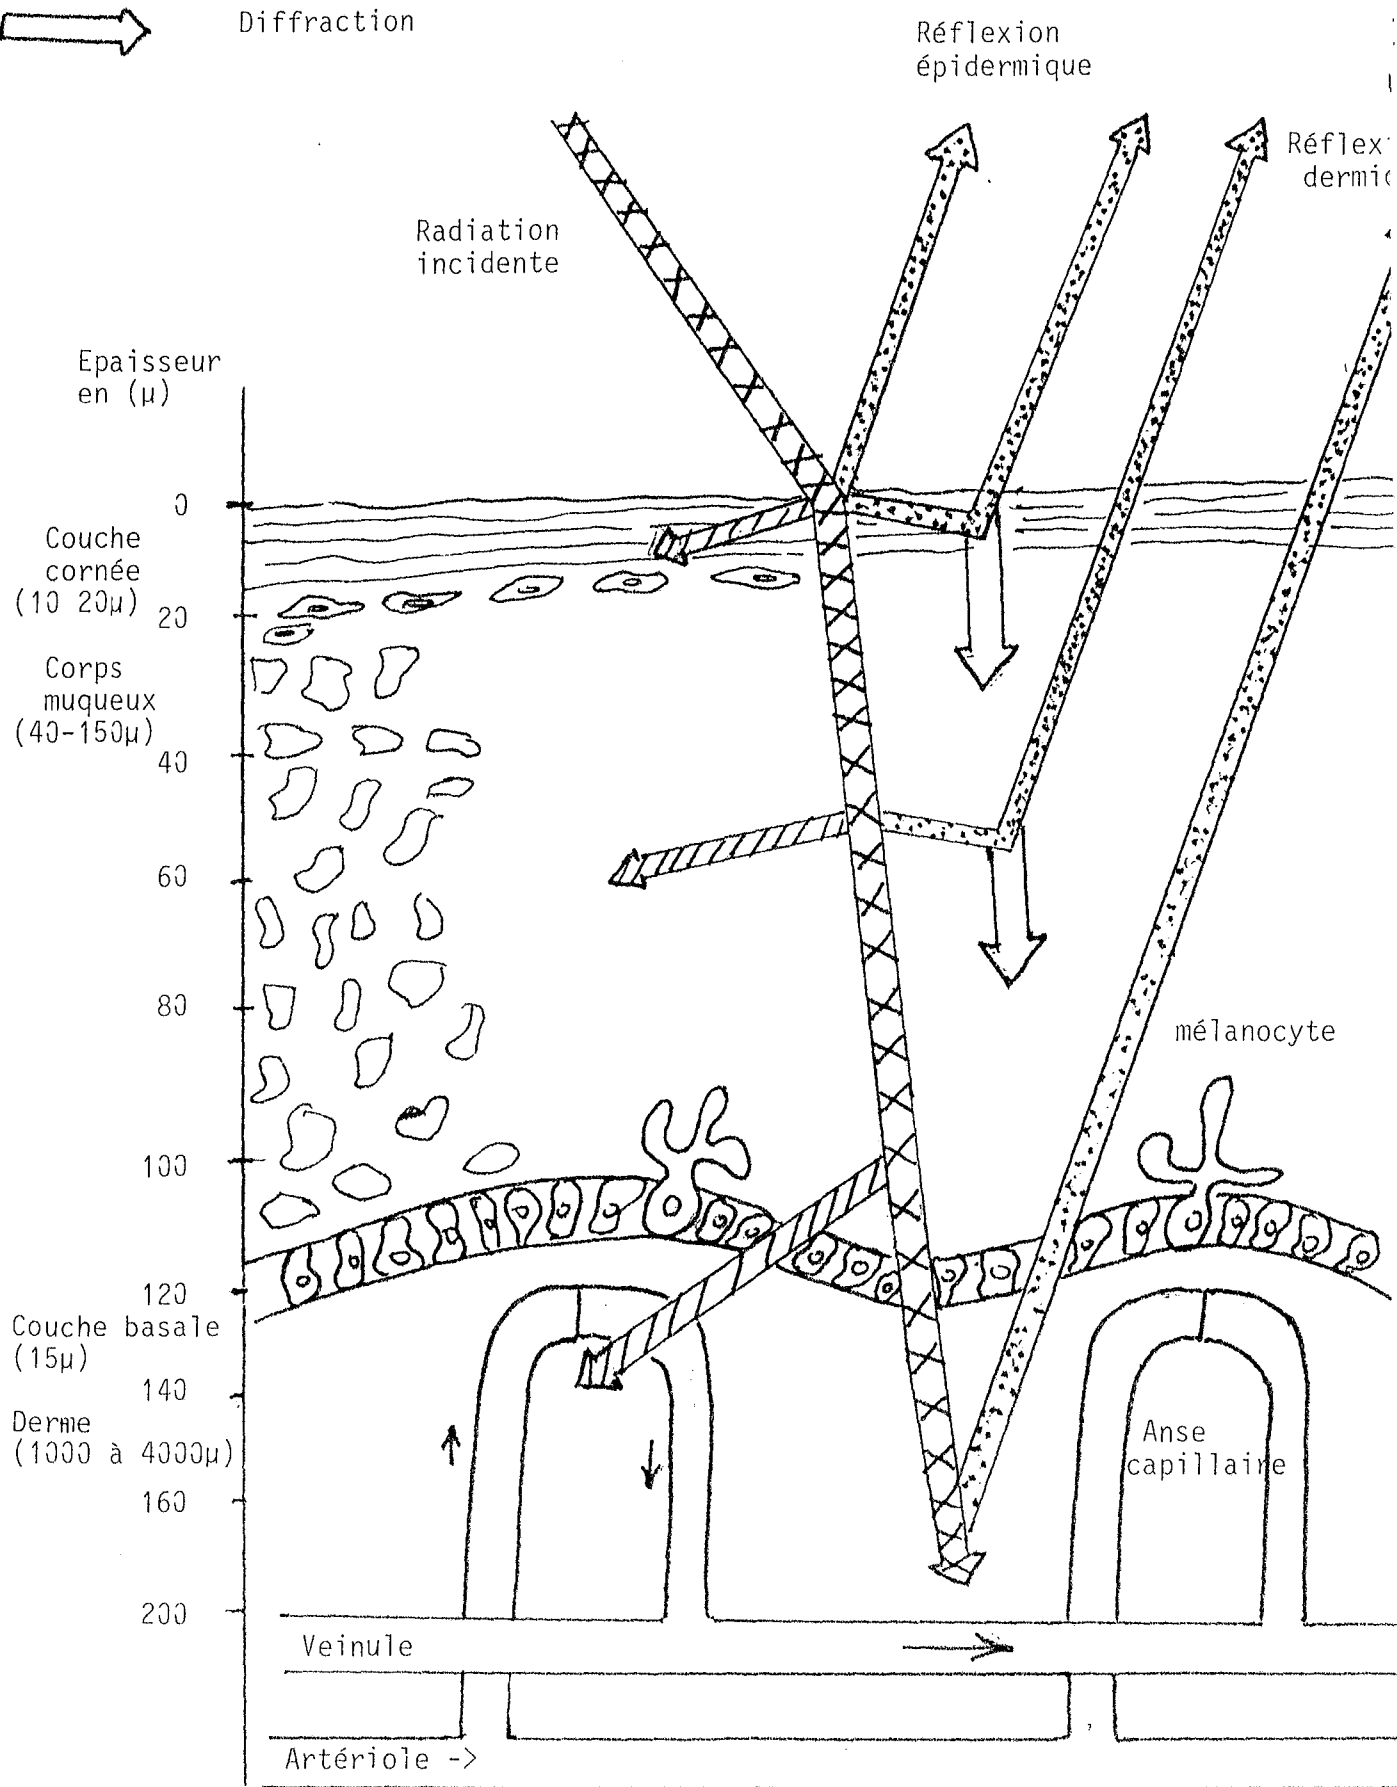 Diffraction
Réflexion
épidermique
Radiation
incidente
Epaisseur
en (µ)
0
Couche
cornée
(10 20µ)
20
Corps
muqueux
(40-150µ)
40
60
80
mélanocyte
100
120
Couche basale
(15µ)
140
Derme
(1000 à 4000µ)
Anse
capillaire
160
200
Veinule
Artériole ->